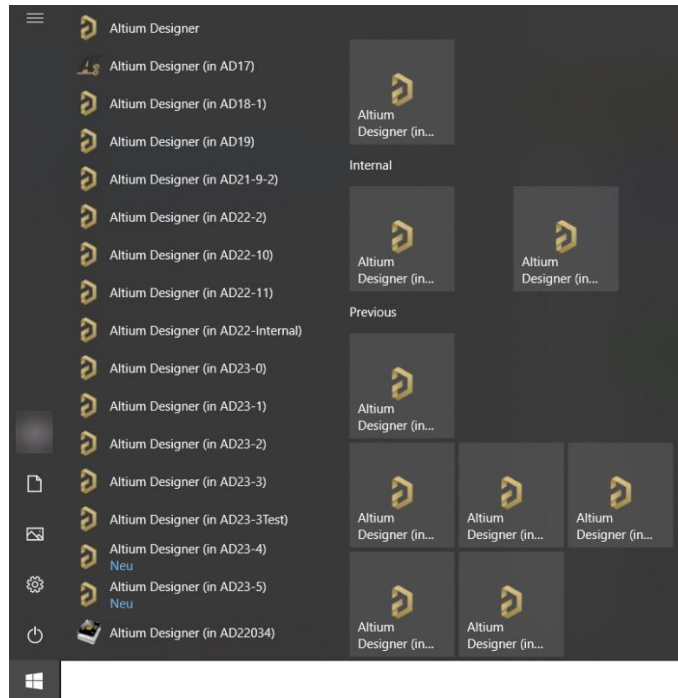 Altium Designer
Altium Designer (in AD17)
Altium Designer (in AD18-1)
Altium Designer (in AD19)
Altium Designer (in AD21-9-2)
Altium Designer (in AD22-2)
Altium Designer (in AD22-10)
Altium Designer (in AD22-11)
Altium Designer (in AD22-Internal)
Altium Designer (in AD23-0)
Altium Designer (in AD23-1)
Altium Designer (in AD23-2)
Altium Designer (in AD23-3)
Altium Designer (in AD23-3Test)
Altium Designer (in AD23-4)
Neu
Altium Designer (in AD23-5)
Neu
Altium Designer (in AD22034)
Altium
Designer (in...
Internal
Altium
Designer (in...
Altium
Designer (in...
Previous
Altium
Designer (in...
Altium
Designer (in...
Altium
Designer (in...
Altium
Designer (in...
Altium
Designer (in...
Altium
Designer (in...